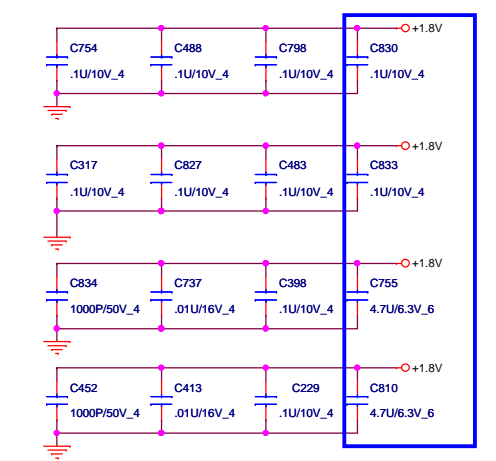 +1.8V
C754 C488 C798 C830
.1U/10V_4 .1U/10V_4 .1U/10V_4 .1U/10V_4
+1.8V
C317 C827 C483 C833
.1U/10V_4 .1U/10V_4 .1U/10V_4 .1U/10V_4
+1.8V
C834 C737 C398 C755
1000P/50V_4 .01U/16V_4 .1U/10V_4 4.7U/6.3V_6
+1.8V
C452 C413 C229 C810
1000P/50V_4 .01U/16V_4 .1U/10V_4 4.7U/6.3V_6